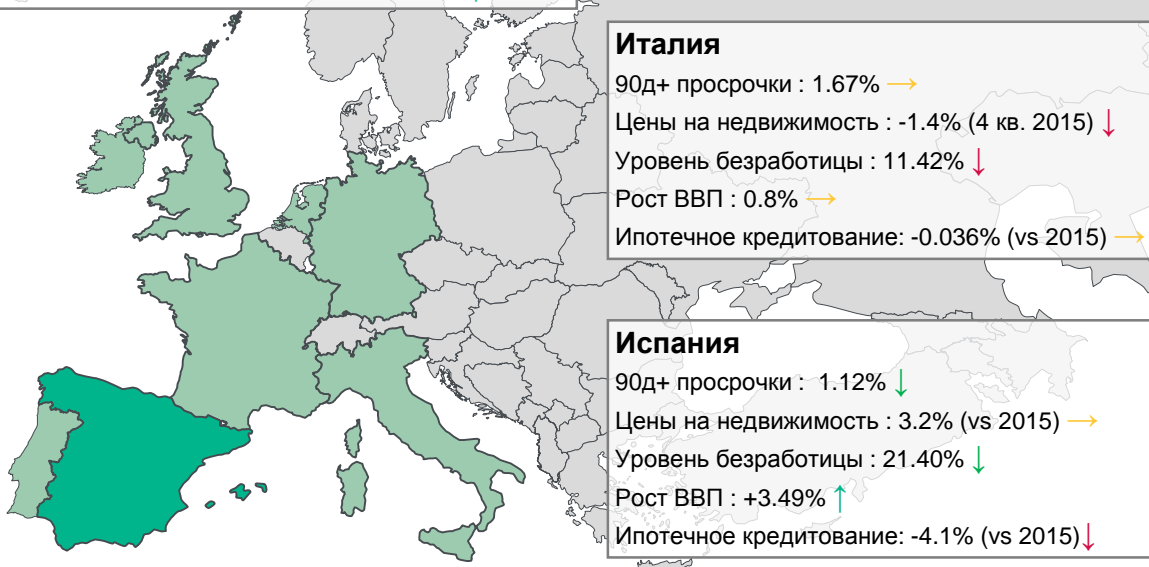 Италия
90д+ просрочки : 1.67% →
Цены на недвижимость : -1.4% (4 кв. 2015) ↓
Уровень безработицы : 11.42% ↓
Рост ВВП : 0.8% →
Ипотечное кредитование: -0.036% (vs 2015) →
Испания
90д+ просрочки : 1.12% ↓
Цены на недвижимость : 3.2% (vs 2015) →
Уровень безработицы : 21.40% ↓
Рост ВВП : +3.49% ↑
Ипотечное кредитование: -4.1% (vs 2015)↓